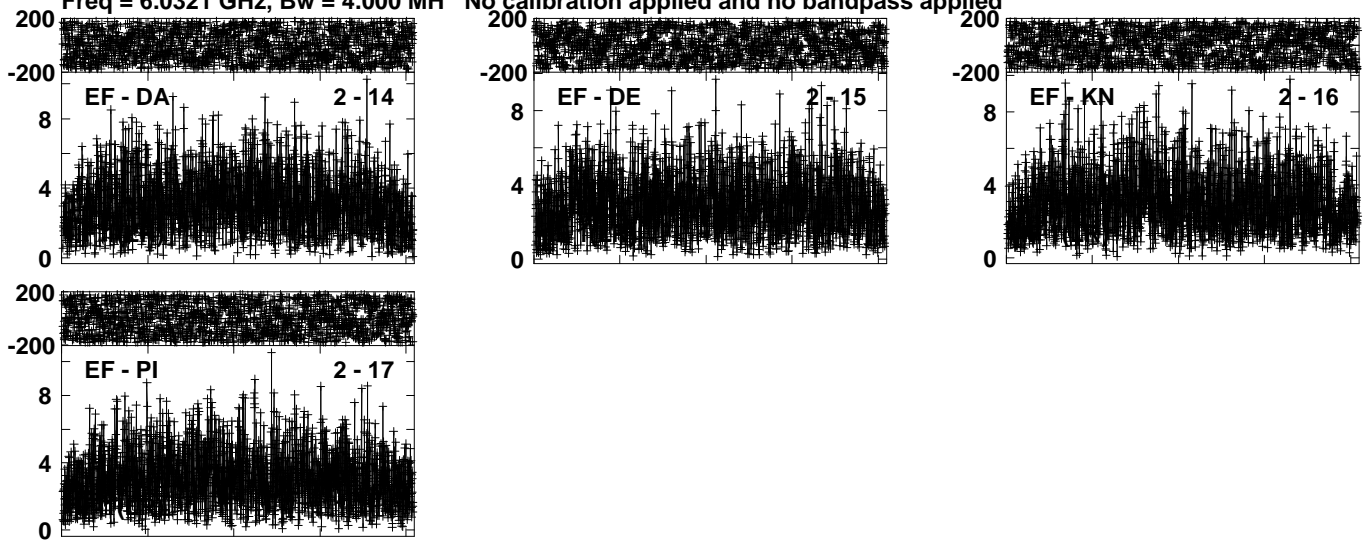 Freq = 6.0321 GHz, Bw = 4.000 MH No calibration applied and no bandpass applied
200 200 200
-200 -200 -200
EF - DA 2 - 14 EF - DE 2 - 15 EF - KN 2 - 16
8 8 8
4 4 4
0 0 0
200
-200
EF - PI 2 - 17
8
4
0